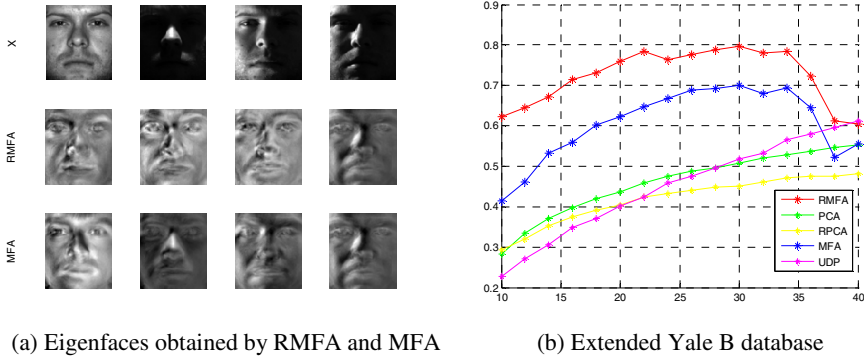 X
RMFA
MFA
0.9
0.8
0.7
0.6
0.5
0.4
0.3
0.2
10 15 20 25 30 35 40
RMFA
PCA
RPCA
MFA
UDP
(a) Eigenfaces obtained by RMFA and MFA
(b) Extended Yale B database